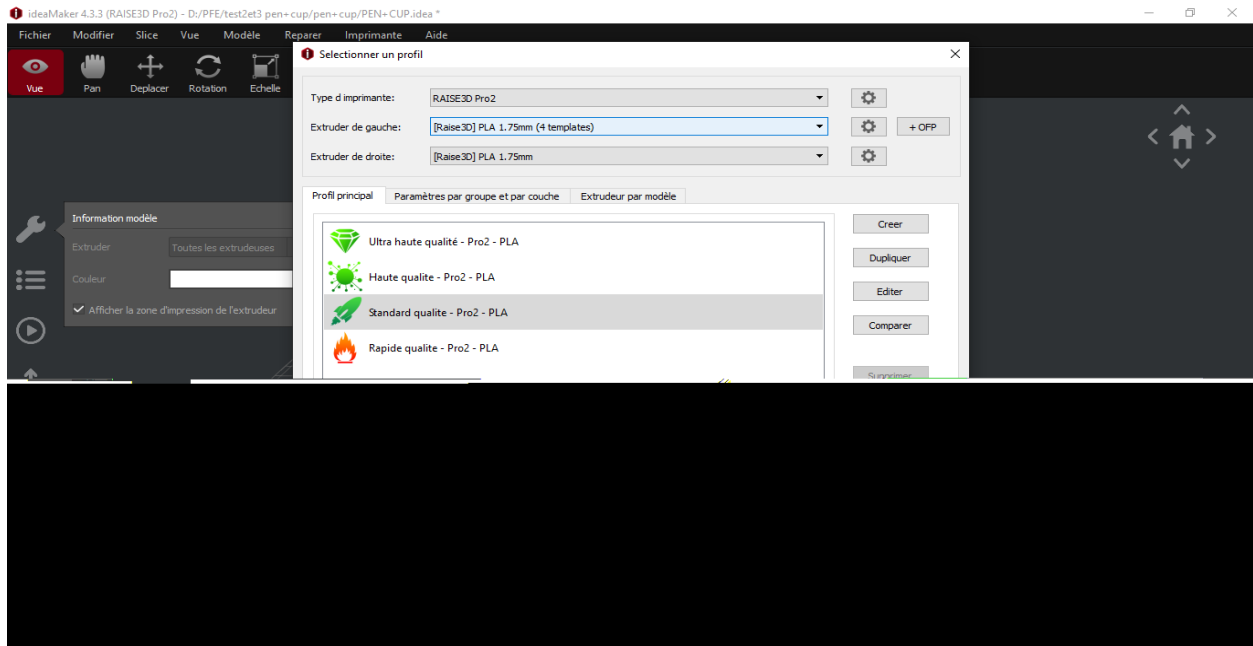 ideaMaker 4.3.3 (RAISE3D Pro2) - D:/PFE/test2et3 pen+cup/pen+cup/PEN+CUP.idea *
Fichier Modifier Slice Vue Modèle Reparer Imprimante Aide
Selectionner un profil
Vue Pan Deplacer Rotation Echelle
Type d imprimante: RAISE3D Pro2
Extruder de gauche: [Raise3D] PLA 1.75mm (4 templates) + OFP
Extruder de droite: [Raise3D] PLA 1.75mm
Profil principal Paramètres par groupe et par couche Extrudeur par modèle
Information modèle
Extruder Toutes les extrudeuses
Couleur
Afficher la zone d'impression de l'extrudeur
Ultra haute qualité - Pro2 - PLA
Haute qualite - Pro2 - PLA
Standard qualite - Pro2 - PLA
Rapide qualite - Pro2 - PLA
Creer
Dupliquer
Editer
Comparer
Supprimer